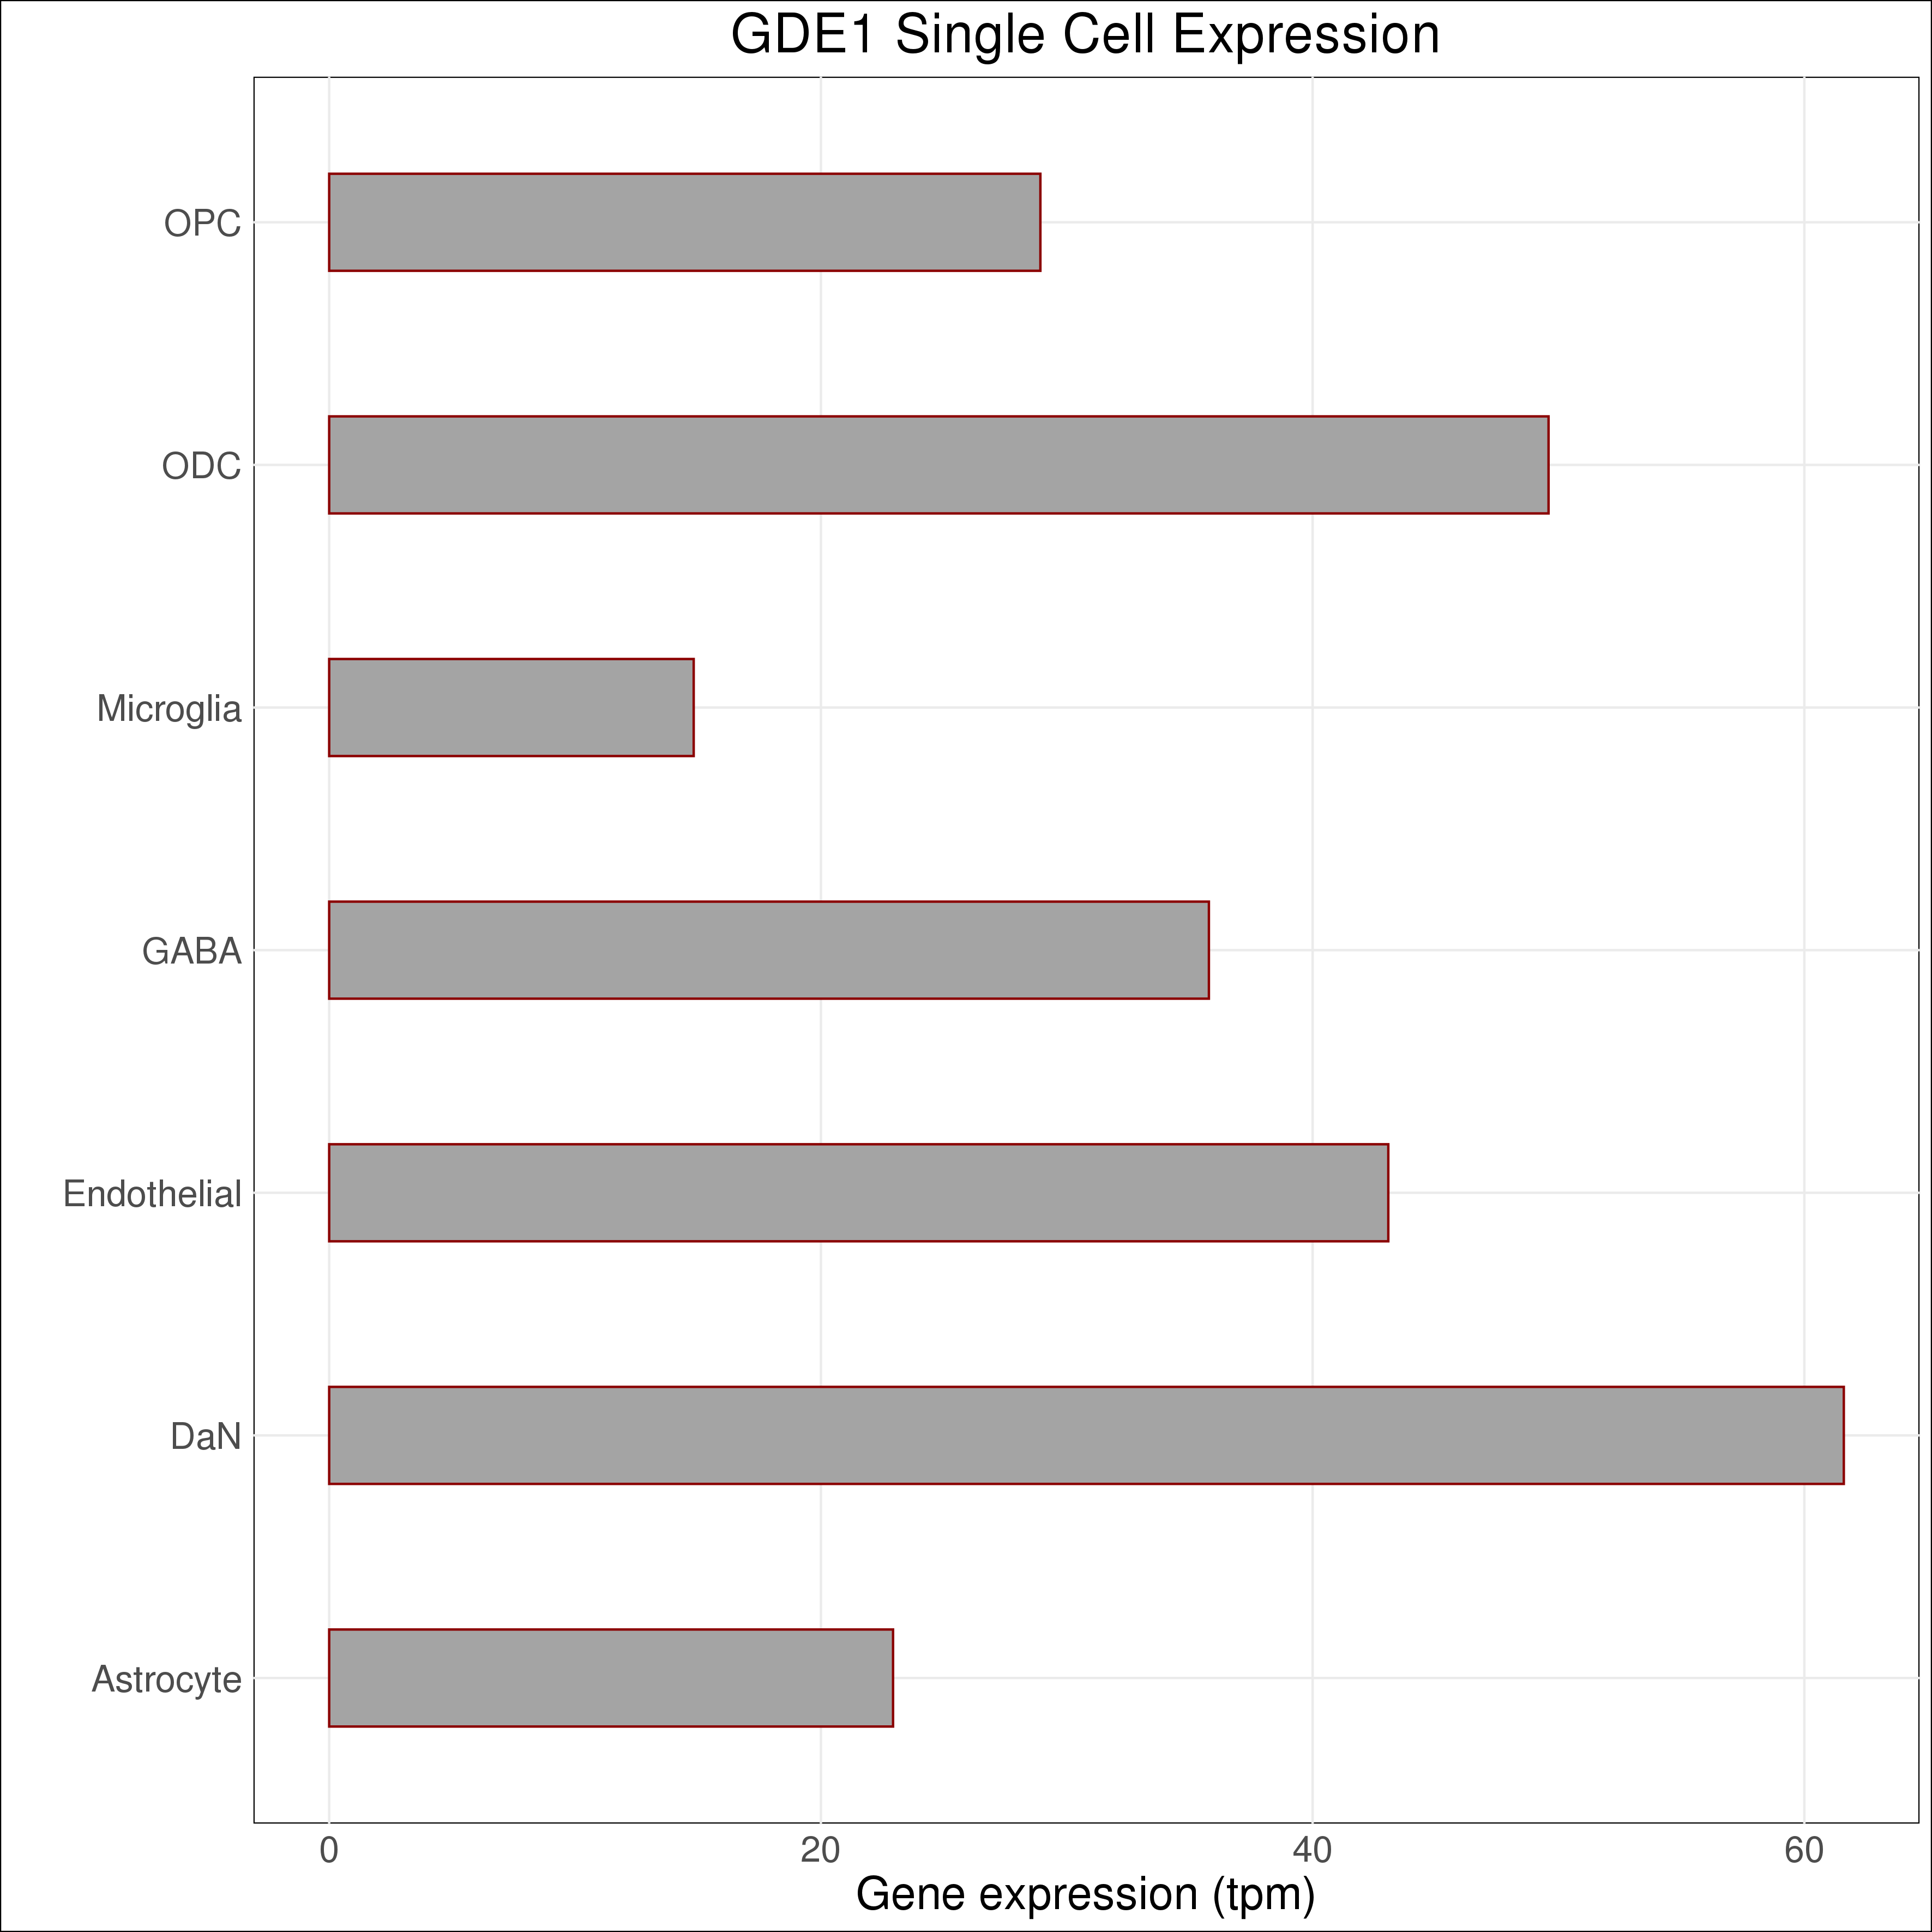 GDE1 Single Cell Expression
OPC
ODC
Microglia
GABA
Endothelial
DaN
Astrocyte
0 20 40 60
Gene expression (tpm)